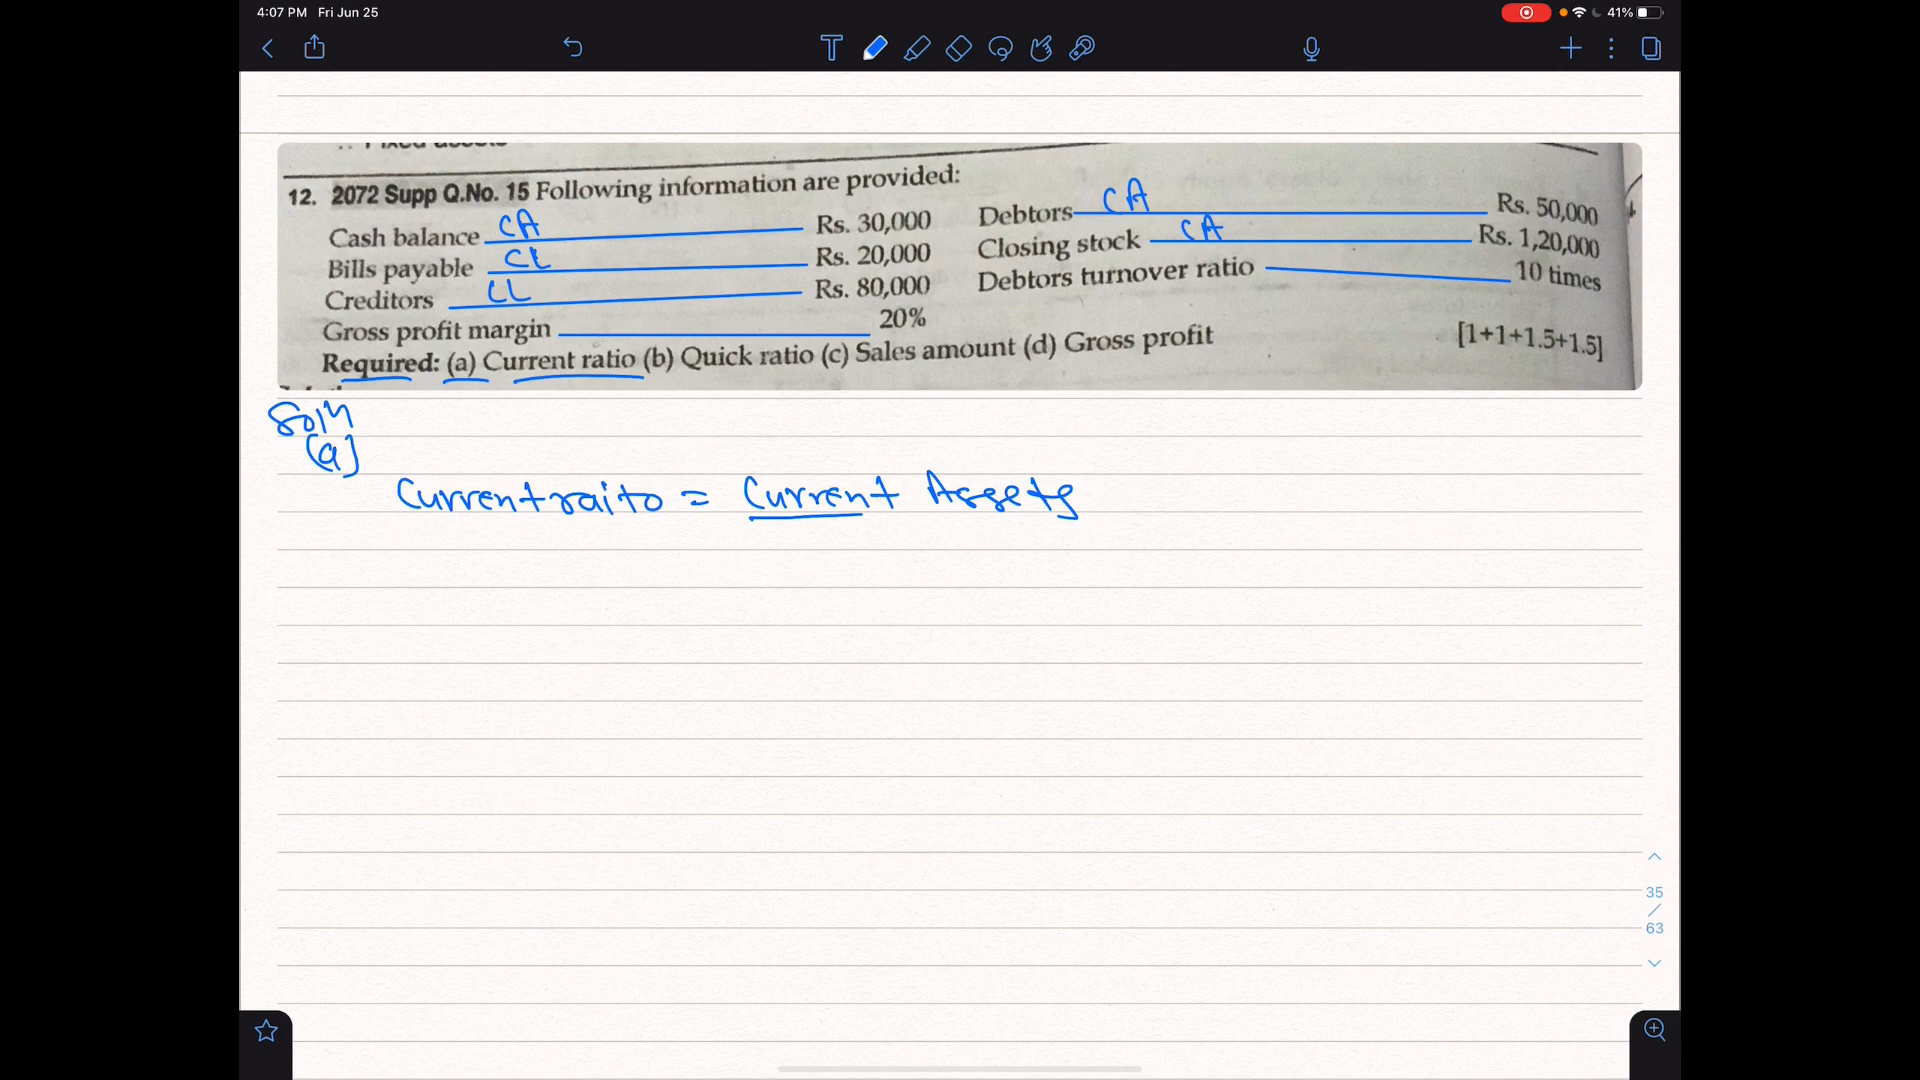 4:07 PM Fri Jun 25
41%
12. 2072 Supp Q.No. 15 Following information are provided:
Cash balance CA Rs. 30,000 Debtors CA Rs. 50,000
Bills payable CL Rs. 20,000 Closing stock CA Rs. 1,20,000
Creditors CL Rs. 80,000 Debtors turnover ratio 10 times
Gross profit margin 20%
Required: (a) Current ratio (b) Quick ratio (c) Sales amount (d) Gross profit [1+1+1.5+1.5]
Soln
(a)
Current raito = Current Assets
35
/
63